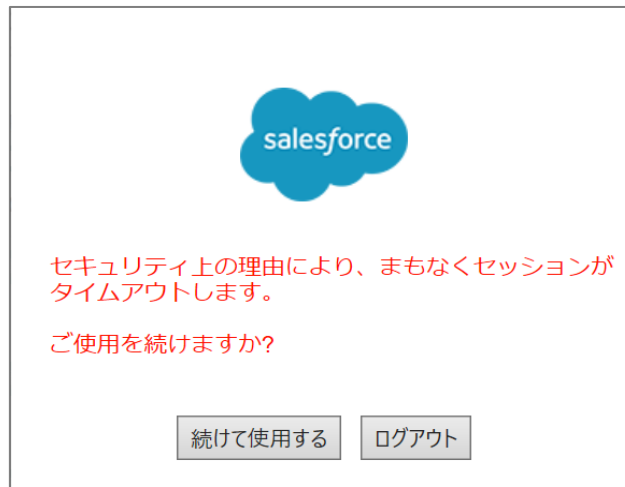 salesforce
セキュリティ上の理由により、まもなくセッションが
タイムアウトします。
ご使用を続けますか?
続けて使用する
ログアウト